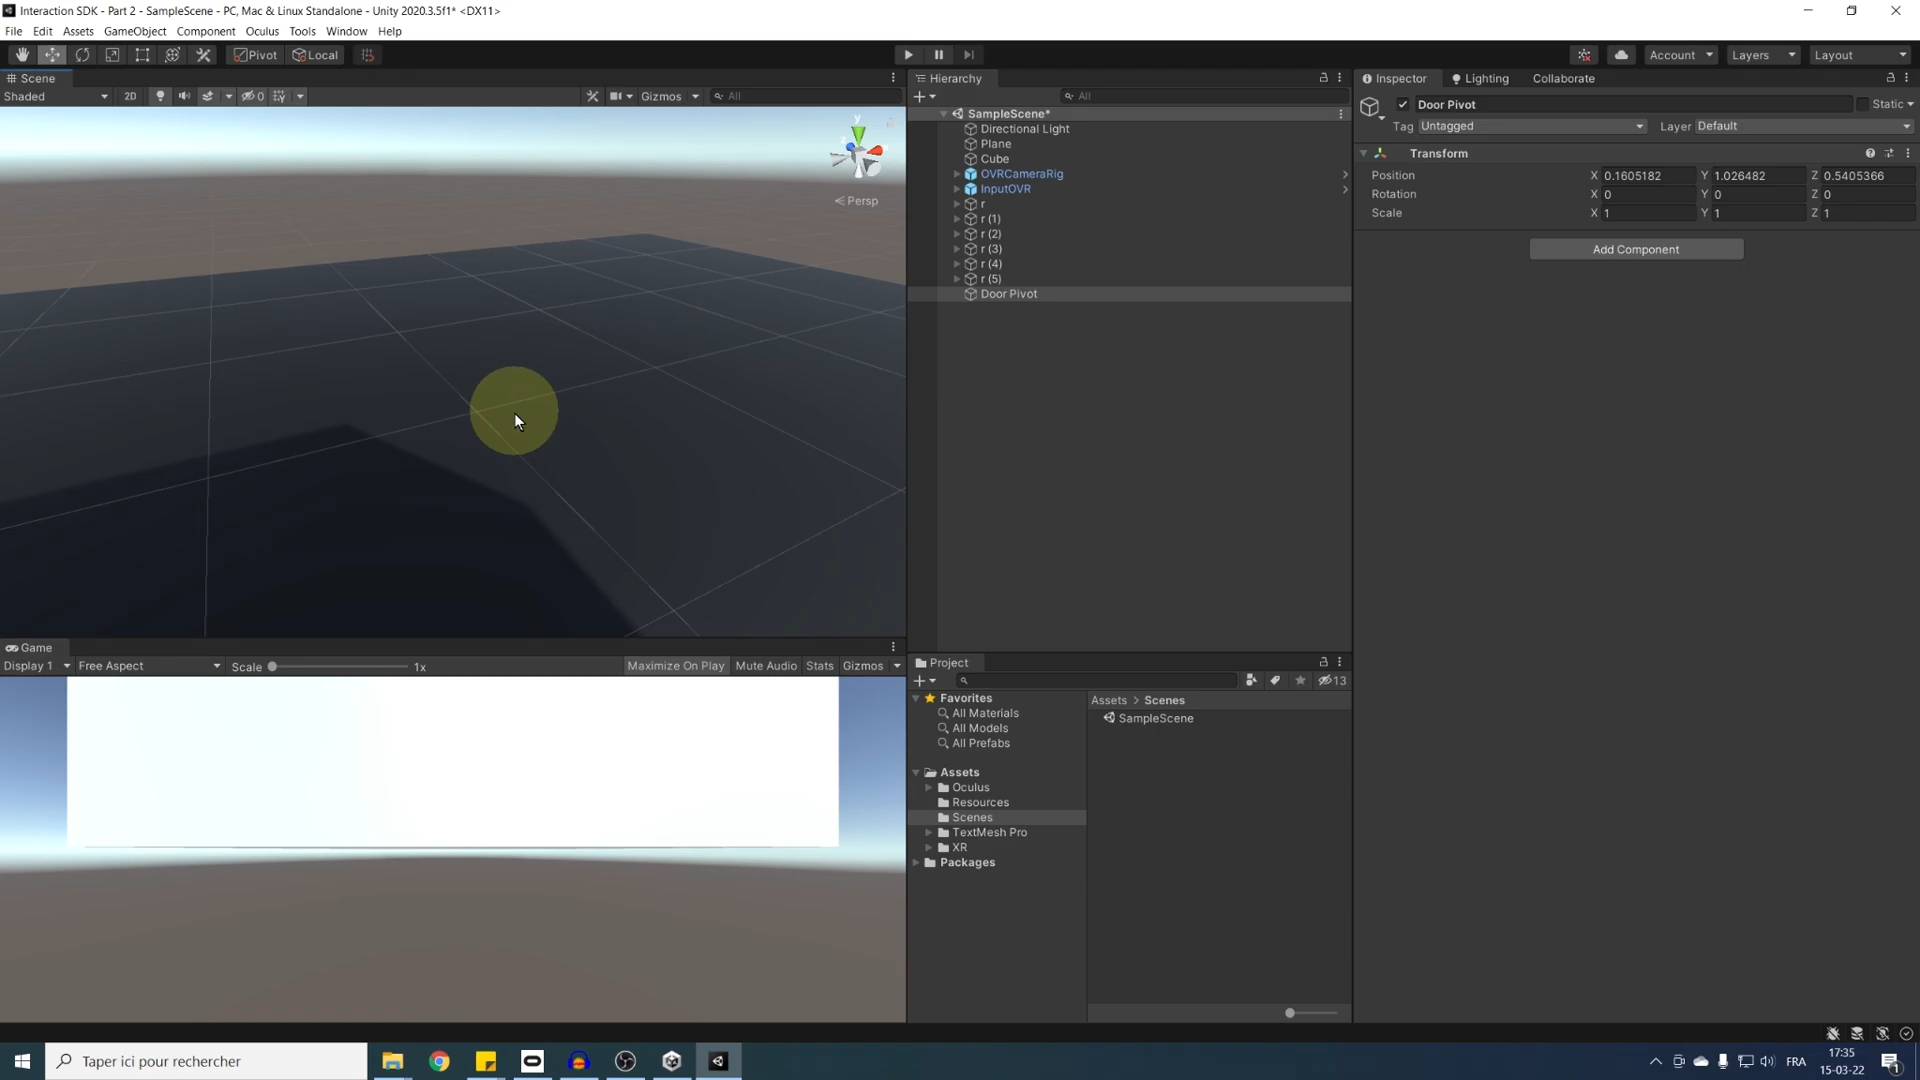 Interaction SDK - Part 2 - SampleScene - PC, Mac & Linux Standalone - Unity 2020.3.5f1* <DX11>
File Edit Assets GameObject Component Oculus Tools Window Help
Pivot Local Account Layers Layout
Scene
Shaded 2D 0 Gizmos All
y
Persp
Hierarchy
All
SampleScene*
Directional Light
Plane
Cube
OVRCameraRig
InputOVR
r
r (1)
r (2)
r (3)
r (4)
r (5)
Door Pivot
Inspector Lighting Collaborate
Door Pivot Static
Tag Untagged Layer Default
Transform
Position X 0.1605182 Y 1.026482 Z 0.5405366
Rotation X 0 Y 0 Z 0
Scale X 1 Y 1 Z 1
Add Component
Game
Display 1 Free Aspect Scale 1x Maximize On Play Mute Audio Stats Gizmos
Project
13
Favorites
All Materials
All Models
All Prefabs
Assets
Oculus
Resources
Scenes
TextMesh Pro
XR
Packages
Assets > Scenes
SampleScene
Taper ici pour rechercher
FRA
17:35
15-03-22
1